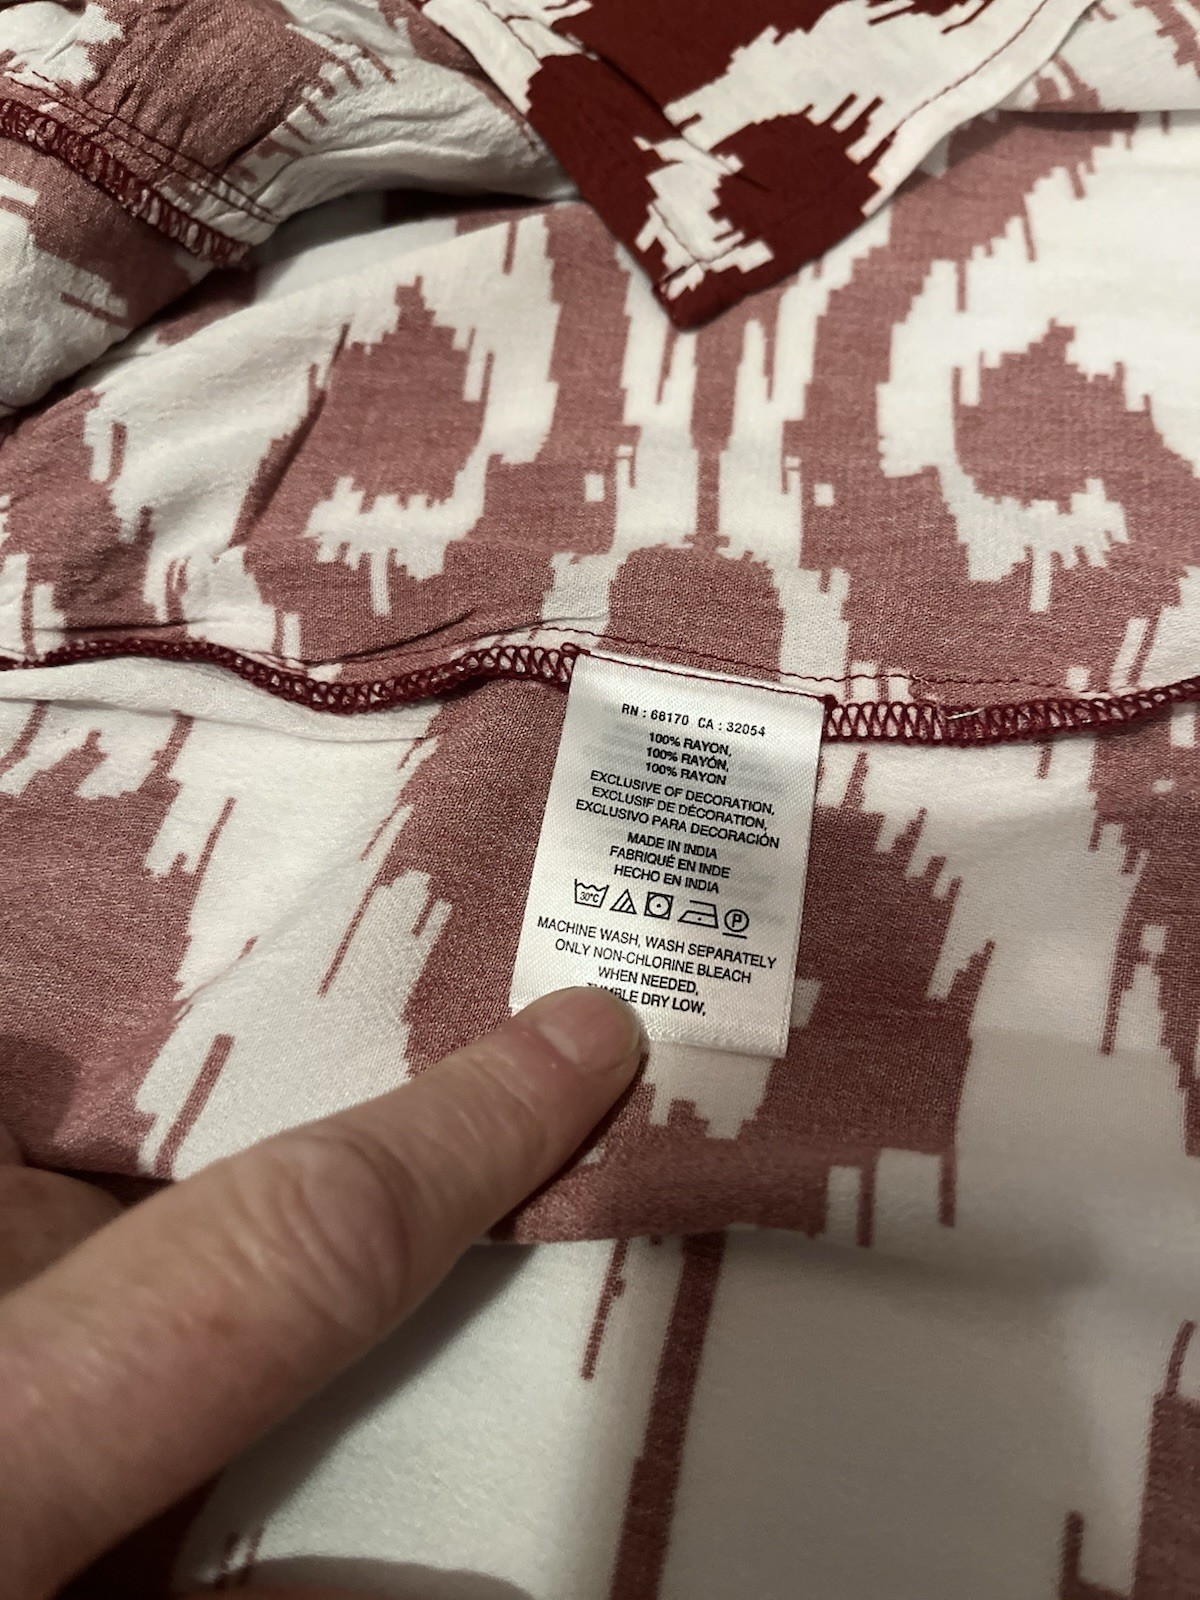 RN : 68170 CA : 32054
100% RAYON,
100% RAYÓN,
100% RAYON
EXCLUSIVE OF DECORATION,
EXCLUSIF DE DÉCORATION,
EXCLUSIVO PARA DECORACIÓN
MADE IN INDIA
FABRIQUÉ EN INDE
HECHO EN INDIA
30°C
P
MACHINE WASH, WASH SEPARATELY
ONLY NON-CHLORINE BLEACH
WHEN NEEDED,
TUMBLE DRY LOW,